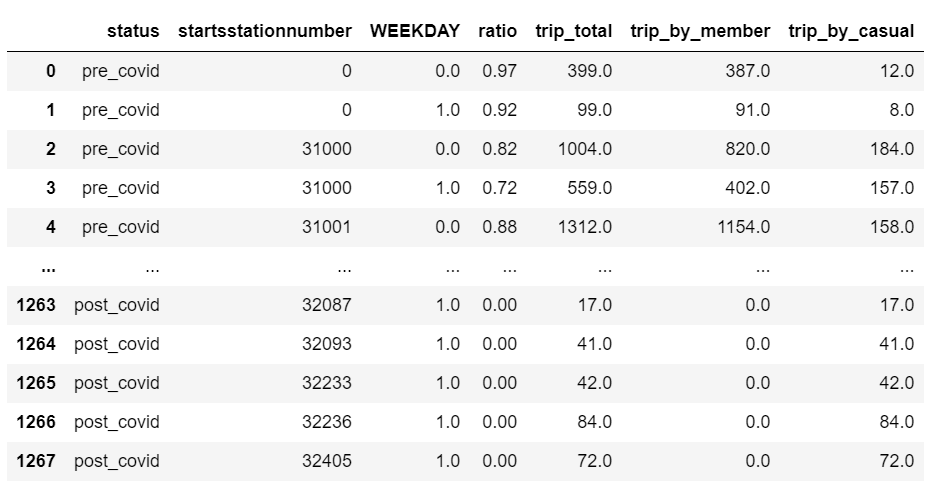 status startsstationnumber WEEKDAY ratio trip_total trip_by_member trip_by_casual
0 pre_covid 0 0.0 0.97 399.0 387.0 12.0
1 pre_covid 0 1.0 0.92 99.0 91.0 8.0
2 pre_covid 31000 0.0 0.82 1004.0 820.0 184.0
3 pre_covid 31000 1.0 0.72 559.0 402.0 157.0
4 pre_covid 31001 0.0 0.88 1312.0 1154.0 158.0
... ... ... ... ... ... ... ...
1263 post_covid 32087 1.0 0.00 17.0 0.0 17.0
1264 post_covid 32093 1.0 0.00 41.0 0.0 41.0
1265 post_covid 32233 1.0 0.00 42.0 0.0 42.0
1266 post_covid 32236 1.0 0.00 84.0 0.0 84.0
1267 post_covid 32405 1.0 0.00 72.0 0.0 72.0